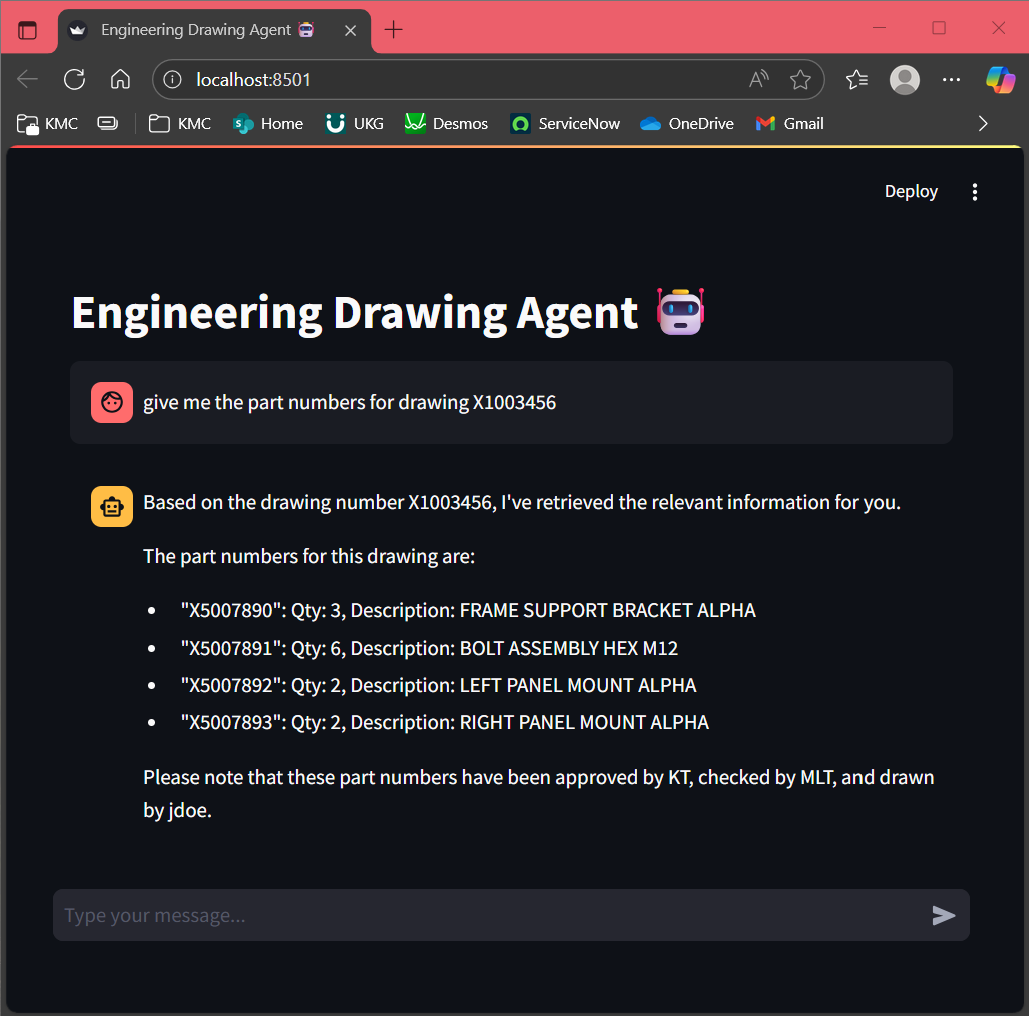 Engineering Drawing Agent
localhost:8501
KMC KMC Home UKG Desmos ServiceNow OneDrive Gmail
Deploy
Engineering Drawing Agent
give me the part numbers for drawing X1003456
Based on the drawing number X1003456, I've retrieved the relevant information for you.
The part numbers for this drawing are:
• "X5007890": Qty: 3, Description: FRAME SUPPORT BRACKET ALPHA
• "X5007891": Qty: 6, Description: BOLT ASSEMBLY HEX M12
• "X5007892": Qty: 2, Description: LEFT PANEL MOUNT ALPHA
• "X5007893": Qty: 2, Description: RIGHT PANEL MOUNT ALPHA
Please note that these part numbers have been approved by KT, checked by MLT, and drawn
by jdoe.
Type your message...